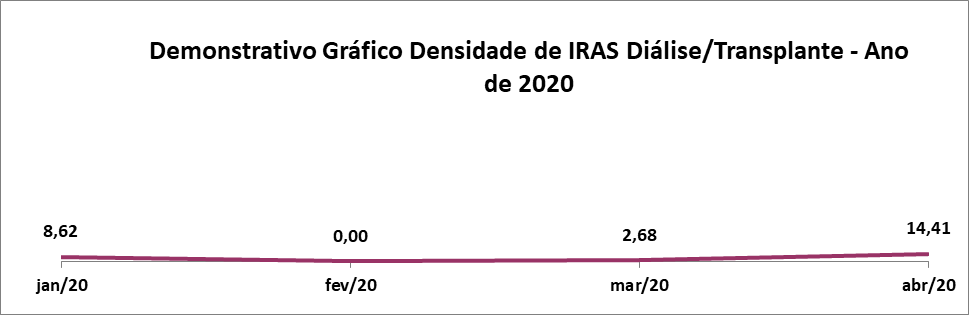 Demonstrativo Gráfico Densidade de IRAS Diálise/Transplante - Ano
de 2020
8,62 0,00 2,68 14,41
jan/20 fev/20 mar/20 abr/20